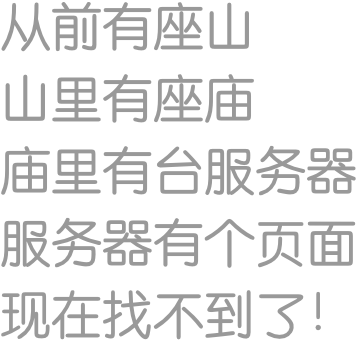 从前有座山
山里有座庙
庙里有台服务器
服务器有个页面
现在找不到了!